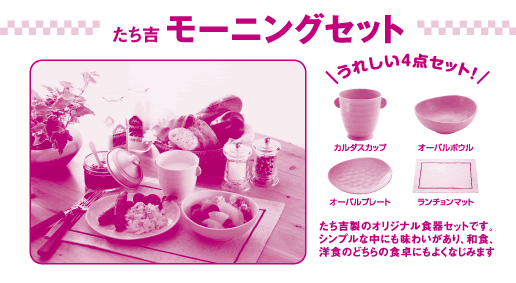 たち吉 モーニングセット
うれしい4点セット!
カルダスカップ
オーバルボウル
オーバルプレート
ランチョンマット
たち吉製のオリジナル食器セットです。
シンプルな中にも味わいがあり、和食、
洋食のどちらの食卓にもよくなじみます